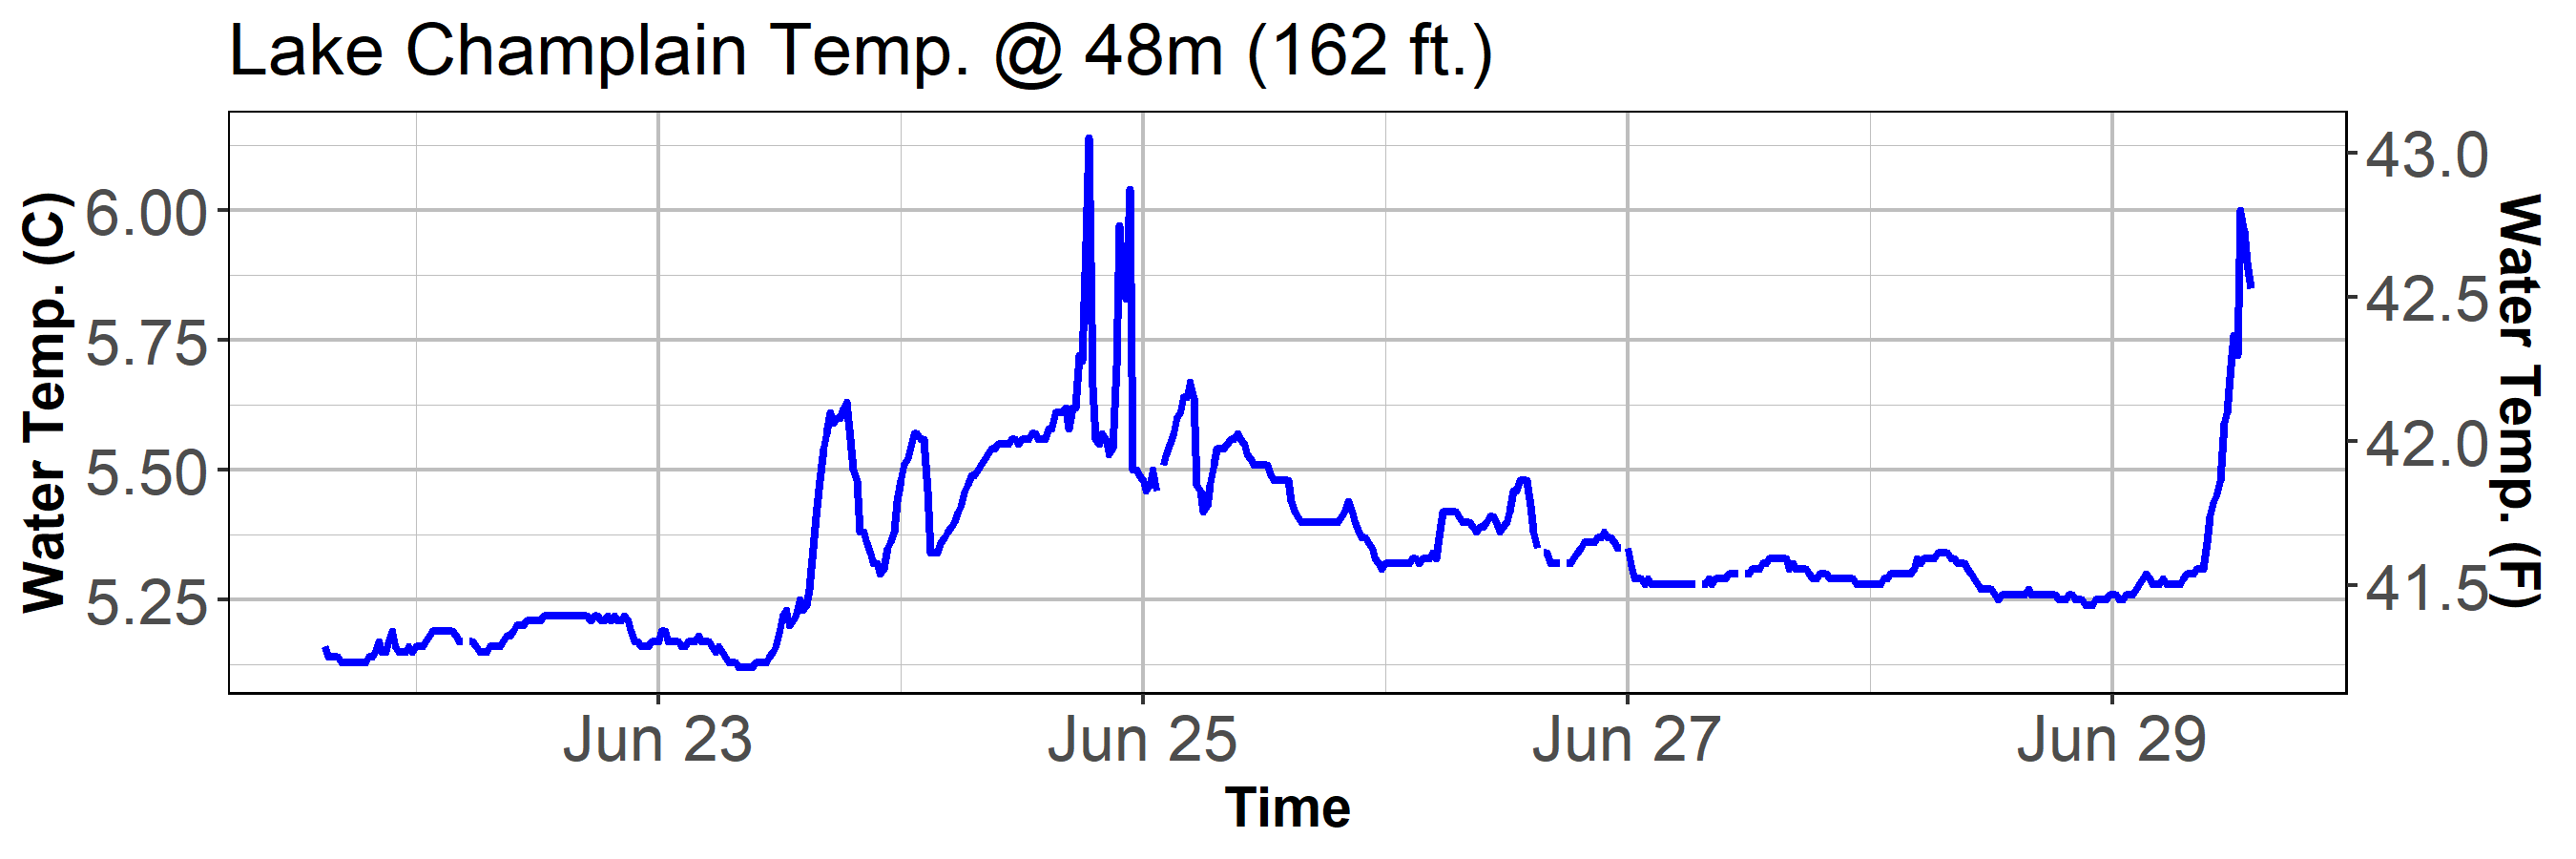 Lake Champlain Temp. @ 48m (162 ft.)
Water Temp. (C)
6.00
5.75
5.50
5.25
43.0
42.5
42.0
41.5
Water Temp. (F)
Jun 23 Jun 25 Jun 27 Jun 29
Time